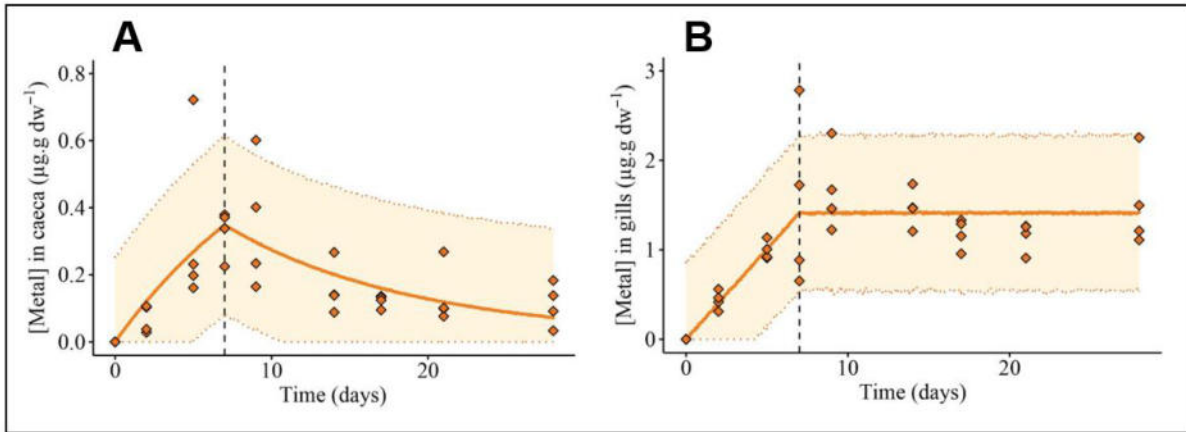 A
B
[Metal] in caeca (µg.g dw⁻¹)
0.8
0.6
0.4
0.2
0.0
0
10
20
Time (days)
[Metal] in gills (µg.g dw⁻¹)
3
2
1
0
0
10
20
Time (days)